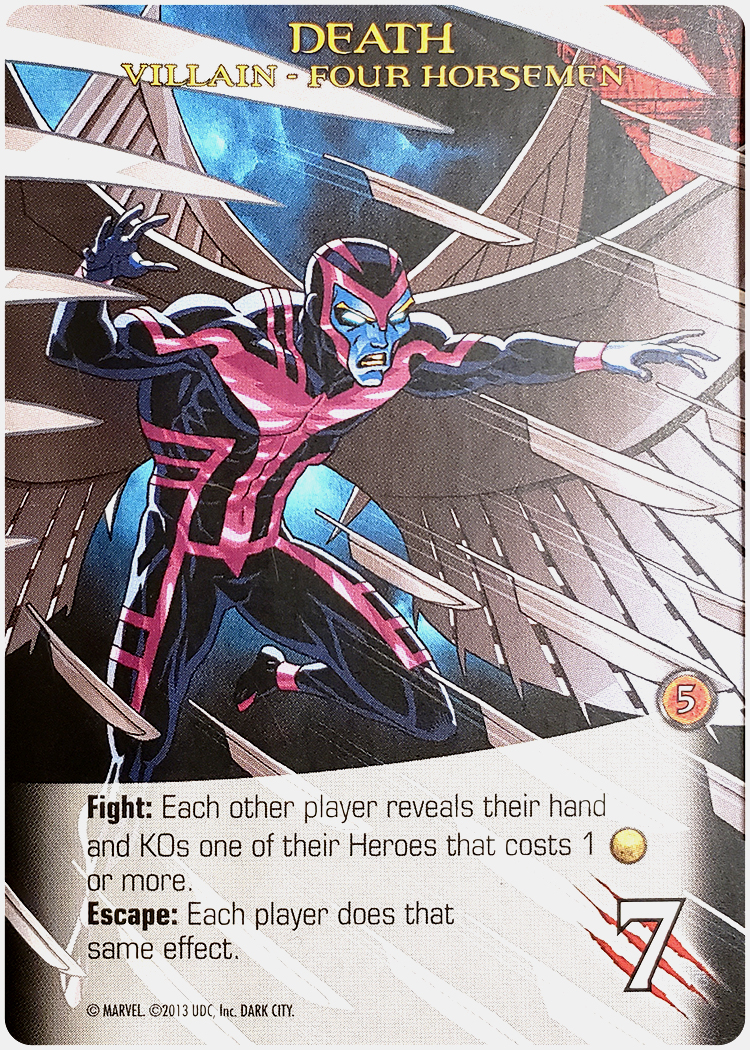 DEATH
VILLAIN - FOUR HORSEMEN
5
Fight: Each other player reveals their hand
and KOs one of their Heroes that costs 1
or more.
Escape: Each player does that
same effect.
7
© MARVEL. ©2013 UDC, Inc. DARK CITY.